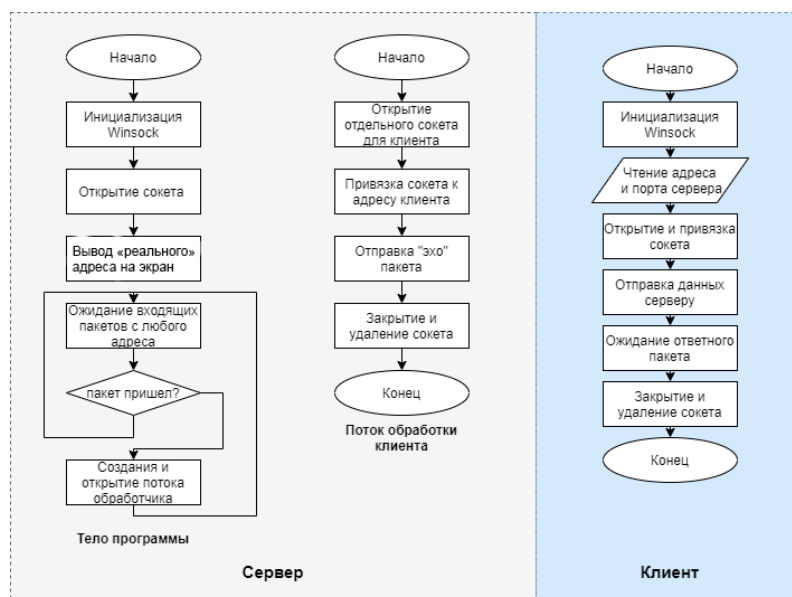 Начало
Инициализация
Winsock
Открытие сокета
Вывод «реального»
адреса на экран
Ожидание входящих
пакетов с любого
адреса
пакет пришел?
Создания и
открытие потока
обработчика
Тело программы
Начало
Открытие
отдельного сокета
для клиента
Привязка сокета к
адресу клиента
Отправка "эхо"
пакета
Закрытие и
удаление сокета
Конец
Поток обработки
клиента
Сервер
Начало
Инициализация
Winsock
Чтение адреса
и порта сервера
Открытие и привязка
сокета
Отправка данных
серверу
Ожидание ответного
пакета
Закрытие и
удаление сокета
Конец
Клиент